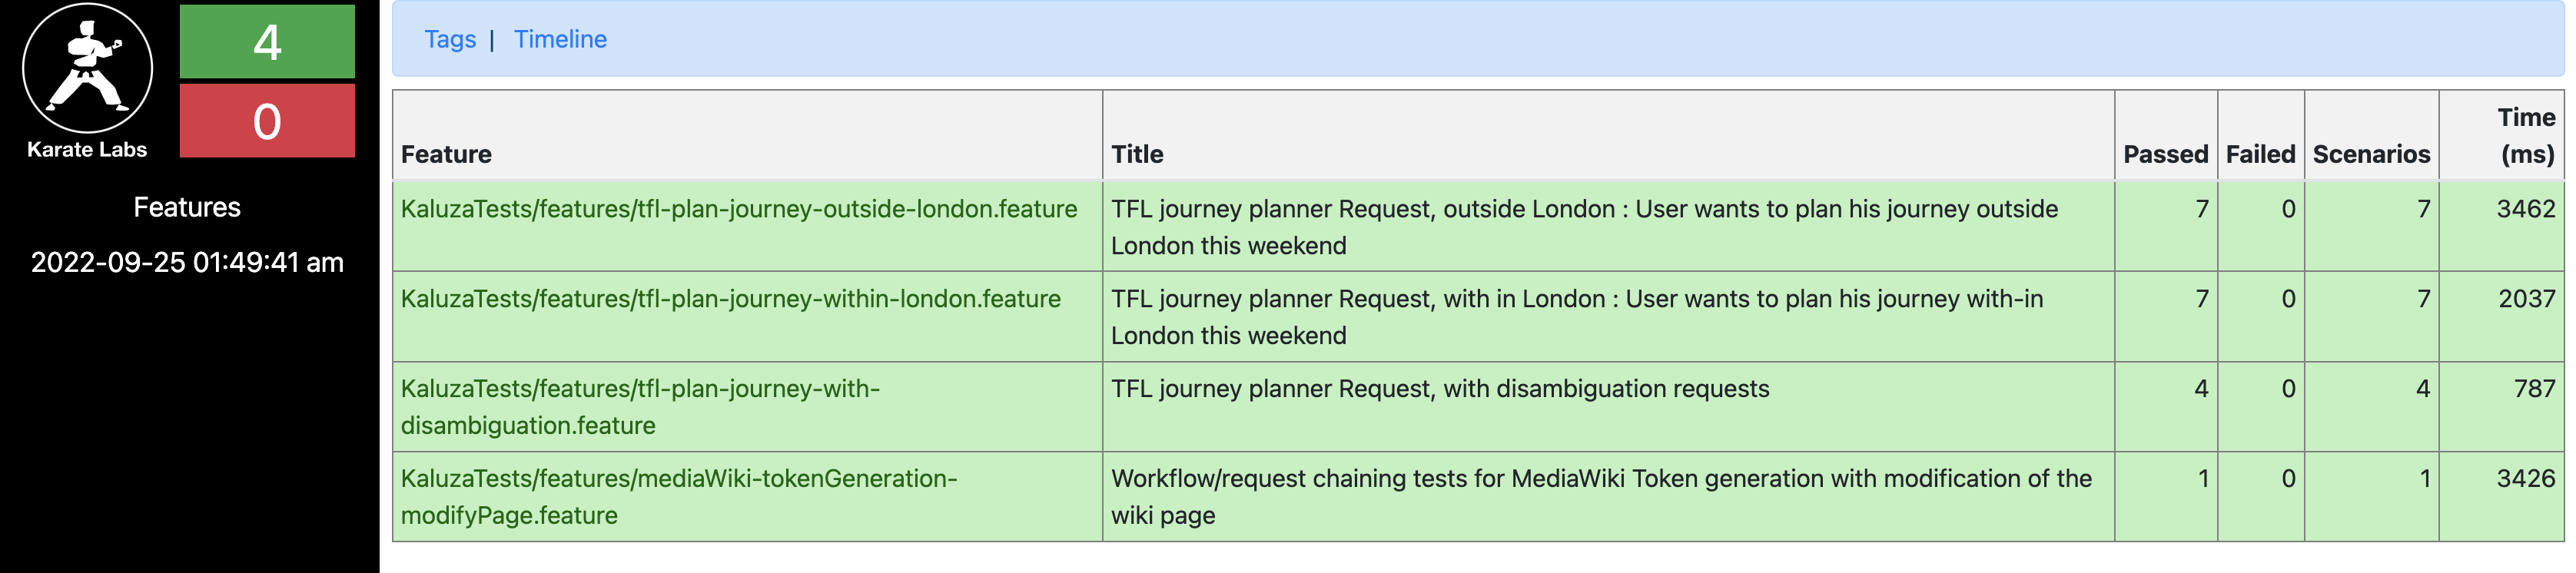 4
0
Karate Labs
Features
2022-09-25 01:49:41 am
Tags | Timeline
Feature Title Passed Failed Scenarios Time (ms)
KaluzaTests/features/tfl-plan-journey-outside-london.feature TFL journey planner Request, outside London : User wants to plan his journey outside 7 0 7 3462
London this weekend
KaluzaTests/features/tfl-plan-journey-within-london.feature TFL journey planner Request, with in London : User wants to plan his journey with-in 7 0 7 2037
London this weekend
KaluzaTests/features/tfl-plan-journey-with- TFL journey planner Request, with disambiguation requests 4 0 4 787
disambiguation.feature
KaluzaTests/features/mediaWiki-tokenGeneration- Workflow/request chaining tests for MediaWiki Token generation with modification of the 1 0 1 3426
modifyPage.feature wiki page